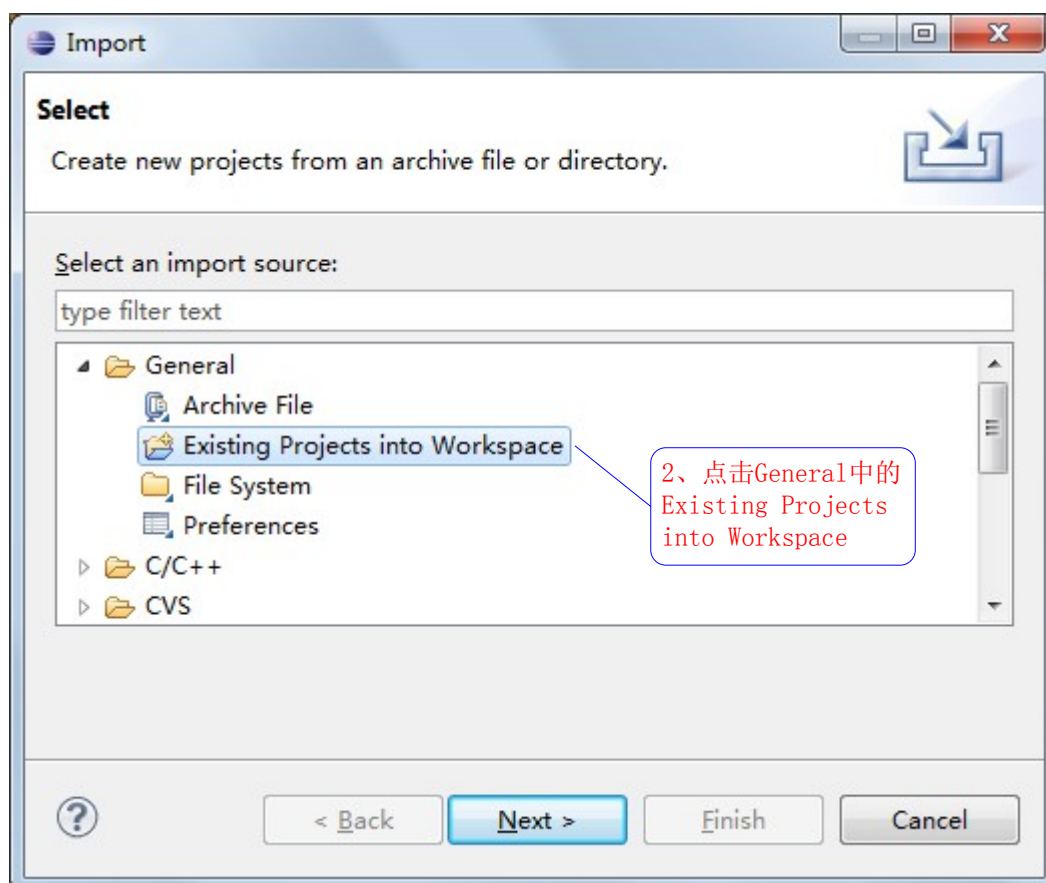 Import
Select
Create new projects from an archive file or directory.
Select an import source:
type filter text
General
Archive File
Existing Projects into Workspace
File System
Preferences
C/C++
CVS
2、点击General中的
Existing Projects
into Workspace
< Back
Next >
Finish
Cancel